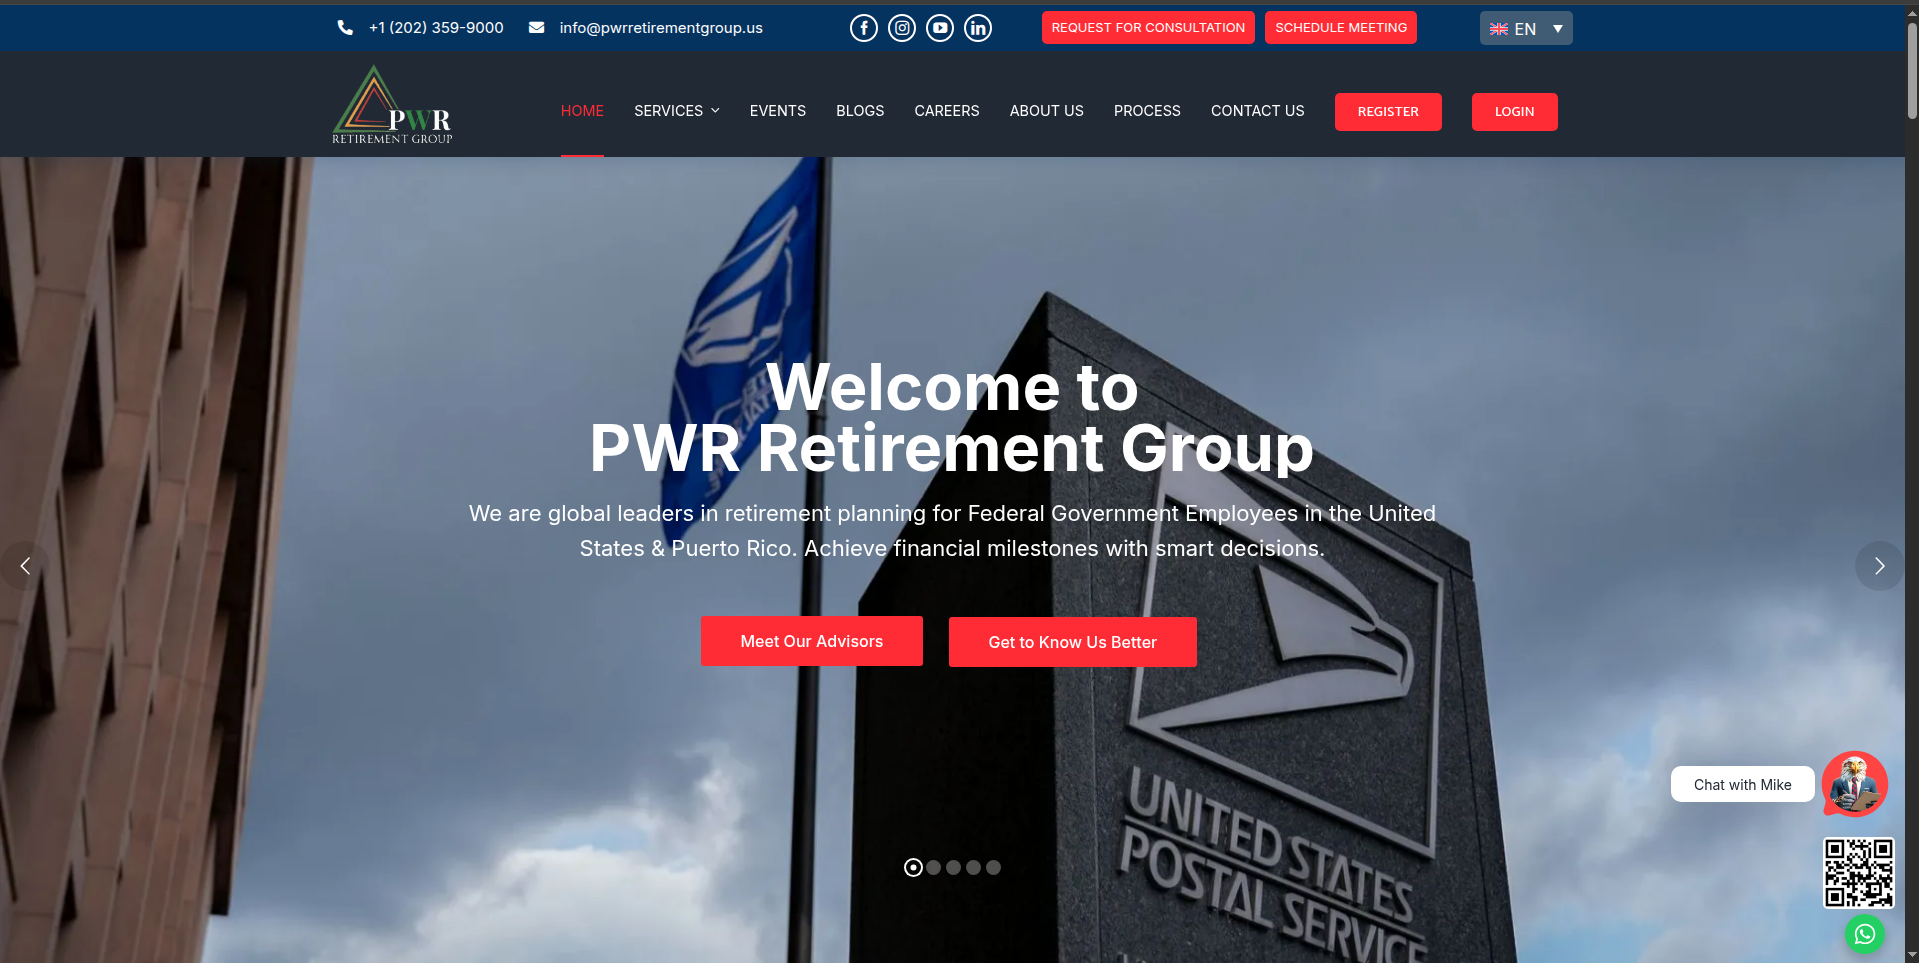 +1 (202) 359-9000 info@pwrretirementgroup.us REQUEST FOR CONSULTATION SCHEDULE MEETING EN
PWR
RETIREMENT GROUP
HOME SERVICES EVENTS BLOGS CAREERS ABOUT US PROCESS CONTACT US REGISTER LOGIN
Welcome to
PWR Retirement Group
We are global leaders in retirement planning for Federal Government Employees in the United
States & Puerto Rico. Achieve financial milestones with smart decisions.
Meet Our Advisors Get to Know Us Better
Chat with Mike
UNITED STATES
POSTAL SERVICE